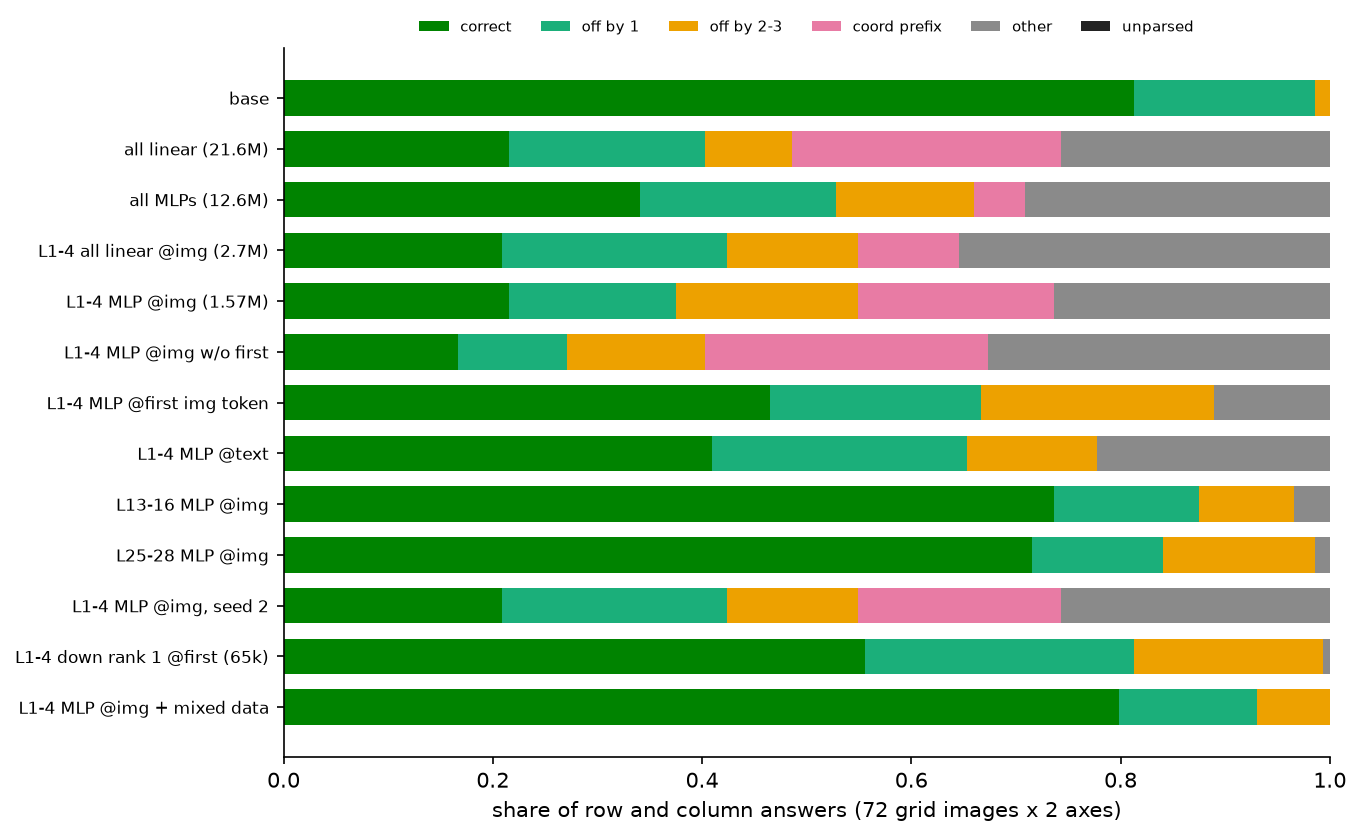 correct off by 1 off by 2-3 coord prefix other unparsed
base
all linear (21.6M)
all MLPs (12.6M)
L1-4 all linear @img (2.7M)
L1-4 MLP @img (1.57M)
L1-4 MLP @img w/o first
L1-4 MLP @first img token
L1-4 MLP @text
L13-16 MLP @img
L25-28 MLP @img
L1-4 MLP @img, seed 2
L1-4 down rank 1 @first (65k)
L1-4 MLP @img + mixed data
0.0 0.2 0.4 0.6 0.8 1.0
share of row and column answers (72 grid images x 2 axes)